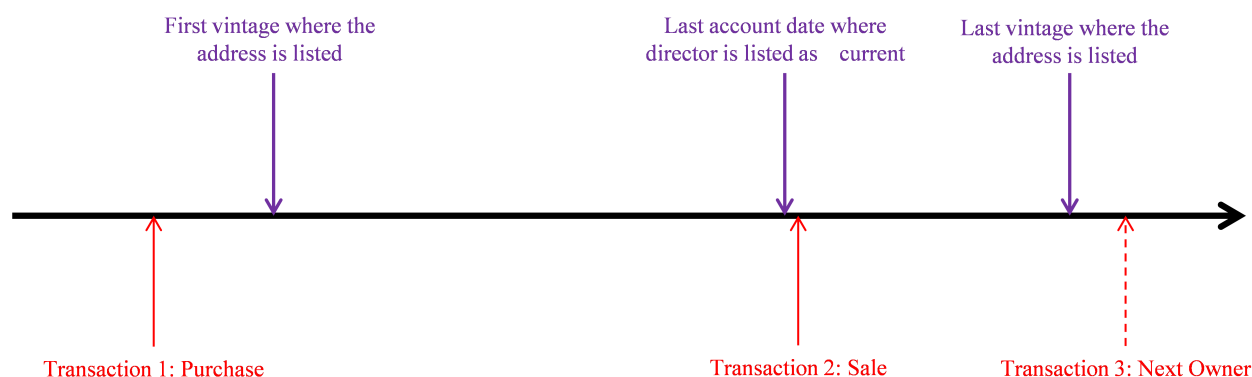 First vintage where the
address is listed
Last account date where
director is listed as current
Last vintage where the
address is listed
Transaction 1: Purchase
Transaction 2: Sale
Transaction 3: Next Owner